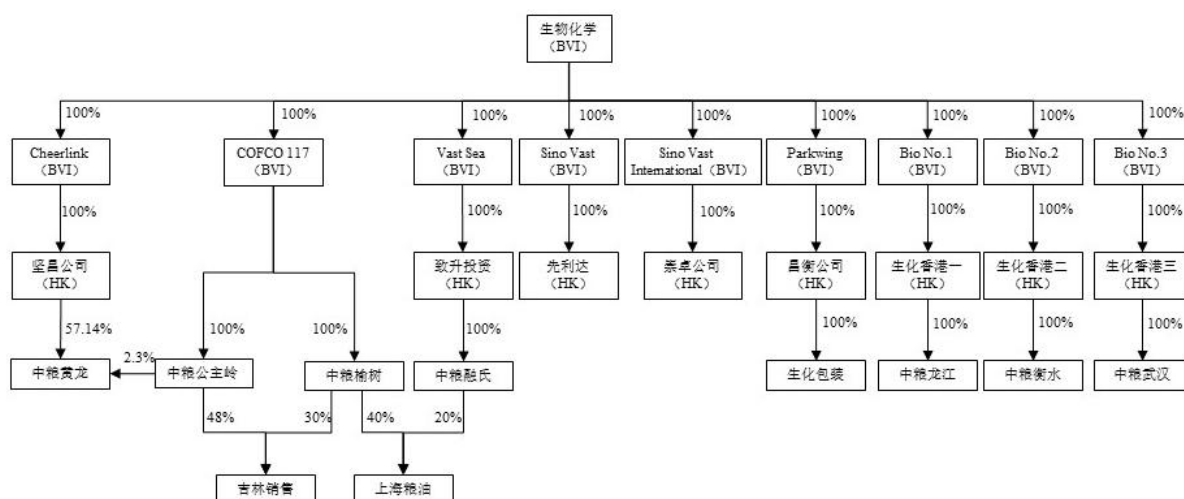 生物化学
（BVI）
100%
100%
100%
100%
100%
100%
100%
100%
100%
Cheerlink
（BVI）
COFCO 117
（BVI）
Vast Sea
（BVI）
Sino Vast
（BVI）
Sino Vast
International（BVI）
Parkwing
（BVI）
Bio No.1
（BVI）
Bio No.2
（BVI）
Bio No.3
（BVI）
100%
100%
100%
100%
100%
100%
100%
100%
坚昌公司
（HK）
致升投资
（HK）
先利达
（HK）
崇卓公司
（HK）
昌衡公司
（HK）
生化香港一
（HK）
生化香港二
（HK）
生化香港三
（HK）
57.14%
100%
100%
100%
100%
100%
100%
100%
2.3%
中粮黄龙
中粮公主岭
中粮榆树
中粮融氏
生化包装
中粮龙江
中粮衡水
中粮武汉
48%
30%
40%
20%
吉林销售
上海粮油